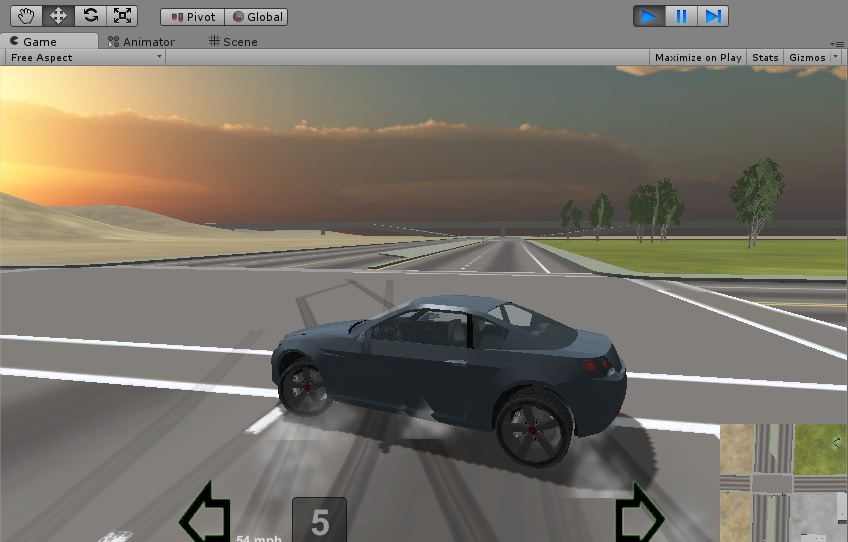 Pivot Global
Game Animator Scene
Free Aspect Maximize on Play Stats Gizmos
5
54 mph